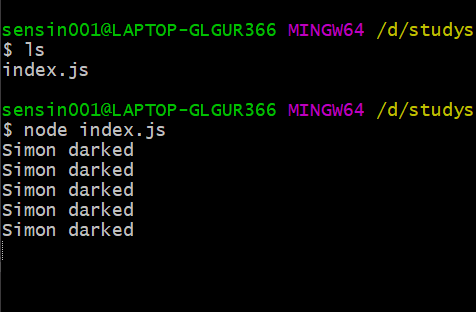 sensin001@LAPTOP-GLGUR366 MINGW64 /d/studys
$ ls
index.js
sensin001@LAPTOP-GLGUR366 MINGW64 /d/studys
$ node index.js
Simon darked
Simon darked
Simon darked
Simon darked
Simon darked